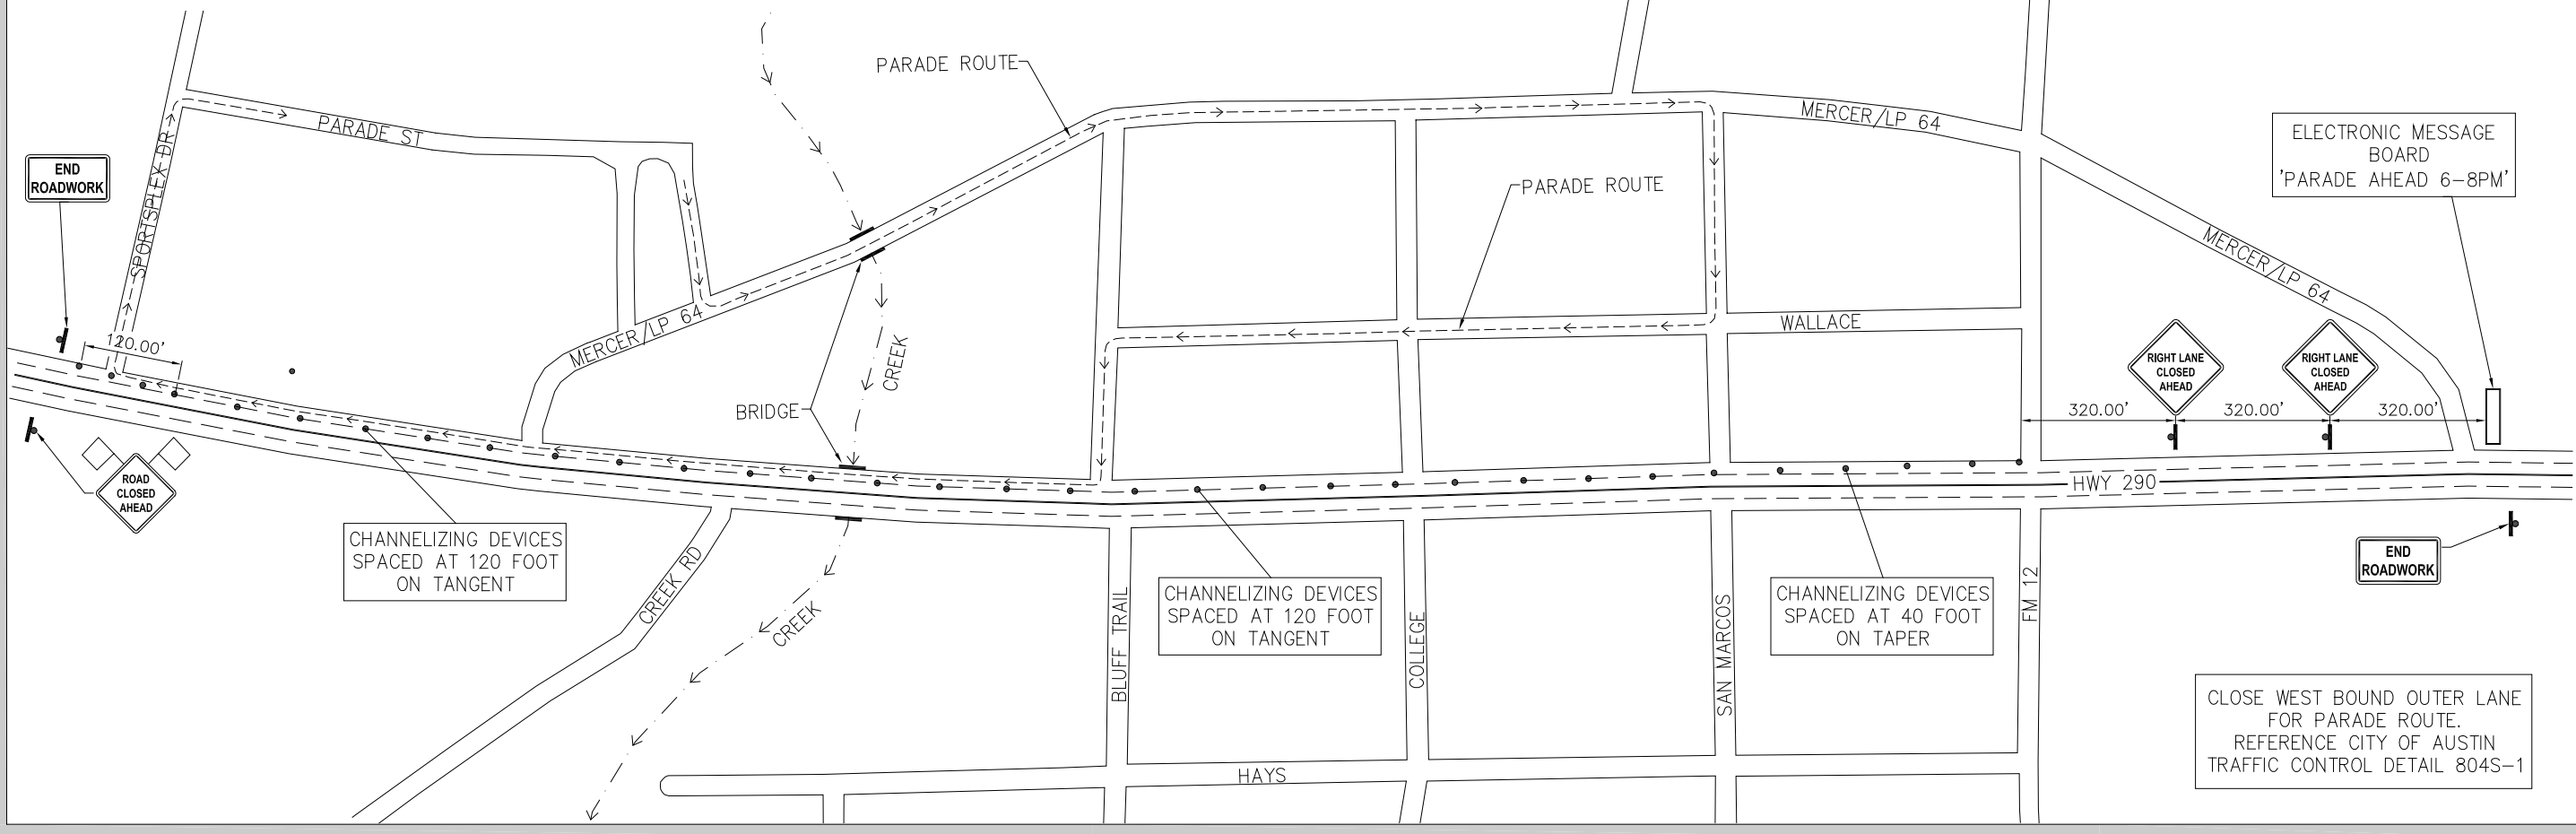 PARADE ROUTE
MERCER/LP 64
ELECTRONIC MESSAGE
BOARD
'PARADE AHEAD 6-8PM'
PARADE ST
SPORTSPLEX DR
END
ROADWORK
PARADE ROUTE
MERCER/LP 64
MERCER/LP 64
WALLACE
CREEK
BRIDGE
120.00'
RIGHT LANE
CLOSED
AHEAD
RIGHT LANE
CLOSED
AHEAD
320.00'
320.00'
320.00'
HWY 290
ROAD
CLOSED
AHEAD
CHANNELIZING DEVICES
SPACED AT 120 FOOT
ON TANGENT
CREEK RD
CREEK
BLUFF TRAIL
CHANNELIZING DEVICES
SPACED AT 120 FOOT
ON TANGENT
COLLEGE
SAN MARCOS
CHANNELIZING DEVICES
SPACED AT 40 FOOT
ON TAPER
FM 12
END
ROADWORK
HAYS
CLOSE WEST BOUND OUTER LANE
FOR PARADE ROUTE.
REFERENCE CITY OF AUSTIN
TRAFFIC CONTROL DETAIL 804S-1